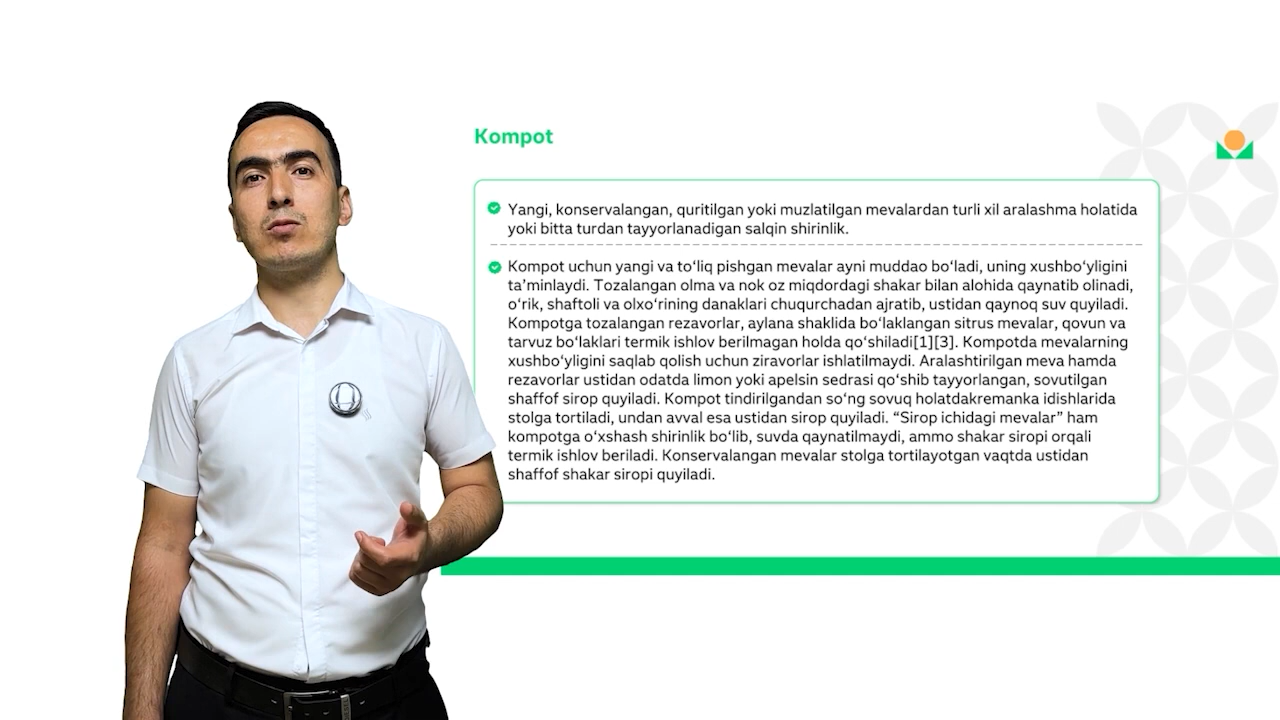 Kompot
Yangi, konservalangan, quritilgan yoki muzlatilgan mevalardan turli xil aralashma holatida
yoki bitta turdan tayyorlanadigan salqin shirinlik.
Kompot uchun yangi va to‘liq pishgan mevalar ayni muddao bo‘ladi, uning xushbo‘yligini
ta’minlaydi. Tozalangan olma va nok oz miqdordagi shakar bilan alohida qaynatib olinadi,
o‘rik, shaftoli va olxo‘rining danaklari chuqurchadan ajratib, ustidan qaynoq suv quyiladi.
Kompotga tozalangan rezavorlar, aylana shaklida bo‘laklangan sitrus mevalar, qovun va
tarvuz bo‘laklari termik ishlov berilmagan holda qo‘shiladi[1][3]. Kompotda mevalarning
xushbo‘yligini saqlab qolish uchun ziravorlar ishlatilmaydi. Aralashtirilgan meva hamda
rezavorlar ustidan odatda limon yoki apelsin sedrasi qo‘shib tayyorlangan, sovutilgan
shaffof sirop quyiladi. Kompot tindirilgandan so‘ng sovuq holatdakremanka idishlarida
stolga tortiladi, undan avval esa ustidan sirop quyiladi. “Sirop ichidagi mevalar” ham
kompotga o‘xshash shirinlik bo‘lib, suvda qaynatilmaydi, ammo shakar siropi orqali
termik ishlov beriladi. Konservalangan mevalar stolga tortilayotgan vaqtda ustidan
shaffof shakar siropi quyiladi.